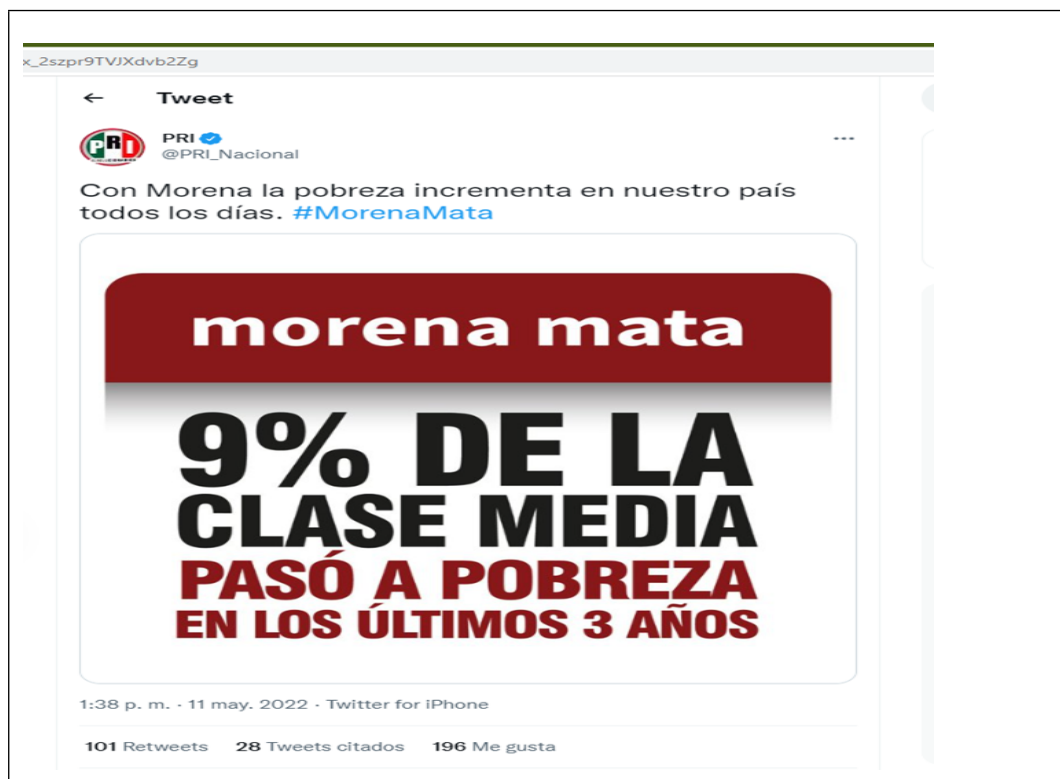 x_2szpr9TVJXdvb2Zg
← Tweet
PRI
@PRI_Nacional
Con Morena la pobreza incrementa en nuestro país
todos los días. #MorenaMata
morena mata
9% DE LA
CLASE MEDIA
PASÓ A POBREZA
EN LOS ÚLTIMOS 3 AÑOS
1:38 p. m. · 11 may. 2022 · Twitter for iPhone
101 Retweets 28 Tweets citados 196 Me gusta